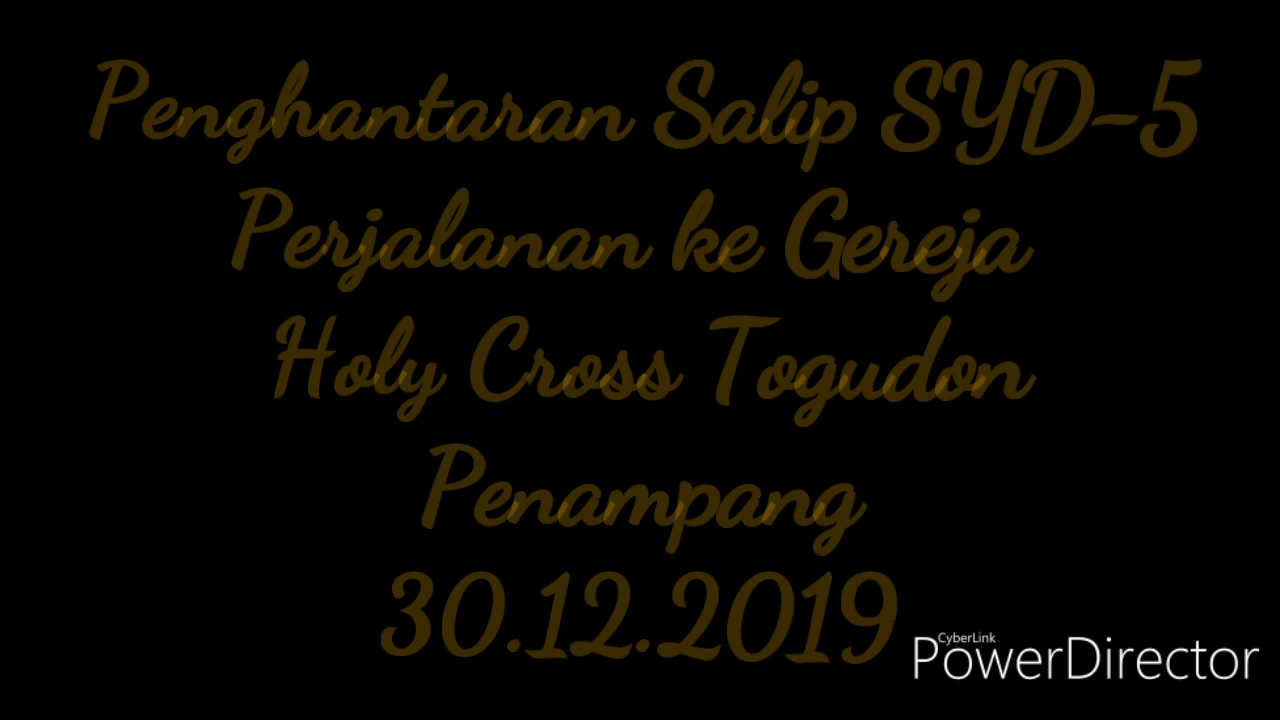 Penghantaran Salip SYD-5
Perjalanan ke Gereja
Holy Cross Togudon
Penampang
30.12.2019
CyberLink
PowerDirector